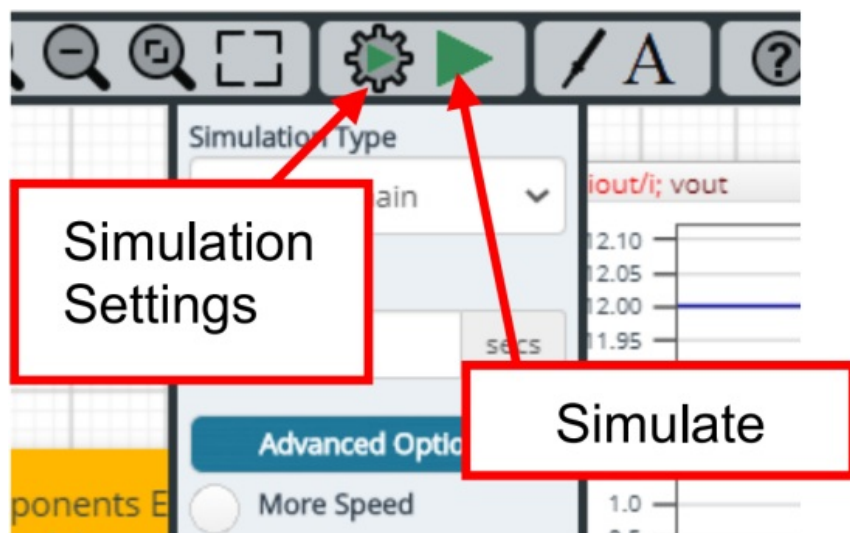 A
?
Simulation Type
ain
iout/i; vout
Simulation
Settings
12.10
12.05
12.00
11.95
secs
Simulate
Advanced Optio
ponents E
More Speed
1.0